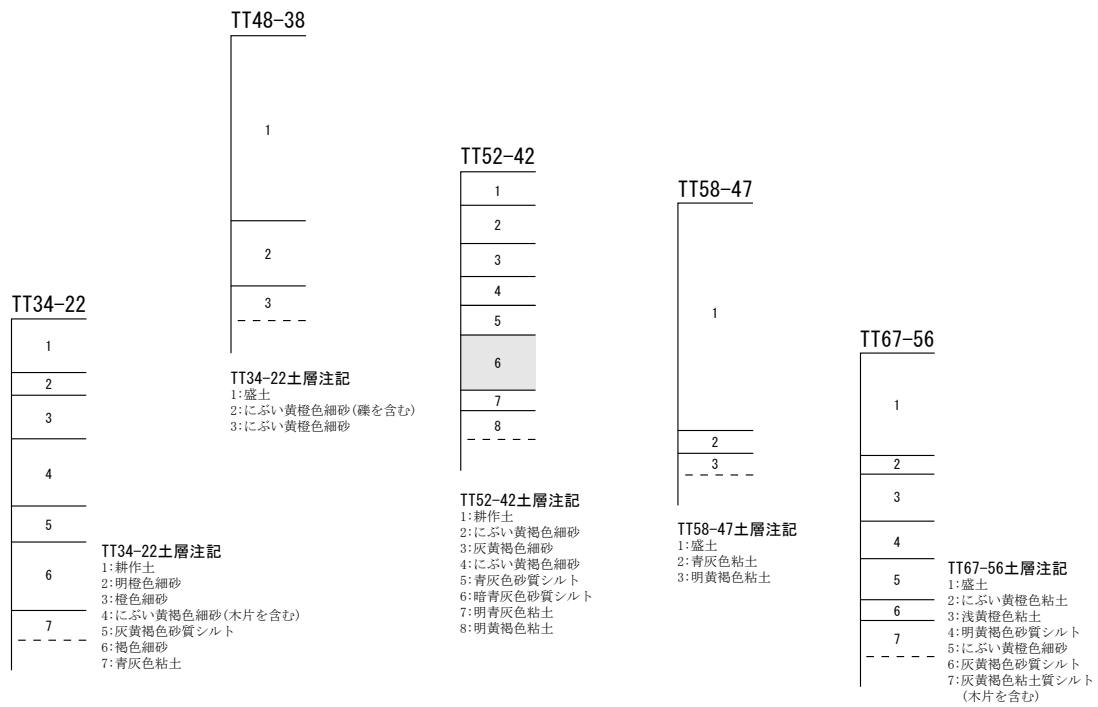 TT48-38
1
2
3
TT34-22土層注記
1:盛土
2:にぶい黄橙色細砂(礫を含む)
3:にぶい黄橙色細砂
TT34-22
1
2
3
4
5
6
7
TT34-22土層注記
1:耕作土
2:明橙色細砂
3:橙色細砂
4:にぶい黄褐色細砂(木片を含む)
5:灰黄褐色砂質シルト
6:褐色細砂
7:青灰色粘土
TT52-42
1
2
3
4
5
6
7
8
TT52-42土層注記
1:耕作土
2:にぶい黄褐色細砂
3:灰黄褐色細砂
4:にぶい黄褐色細砂
5:青灰色砂質シルト
6:暗青灰色砂質シルト
7:明青灰色粘土
8:明黄褐色粘土
TT58-47
1
2
3
TT58-47土層注記
1:盛土
2:青灰色粘土
3:明黄褐色粘土
TT67-56
1
2
3
4
5
6
7
TT67-56土層注記
1:盛土
2:にぶい黄橙色粘土
3:浅黄橙色粘土
4:明黄褐色砂質シルト
5:にぶい黄橙色細砂
6:灰黄褐色砂質シルト
7:灰黄褐色粘土質シルト
(木片を含む)